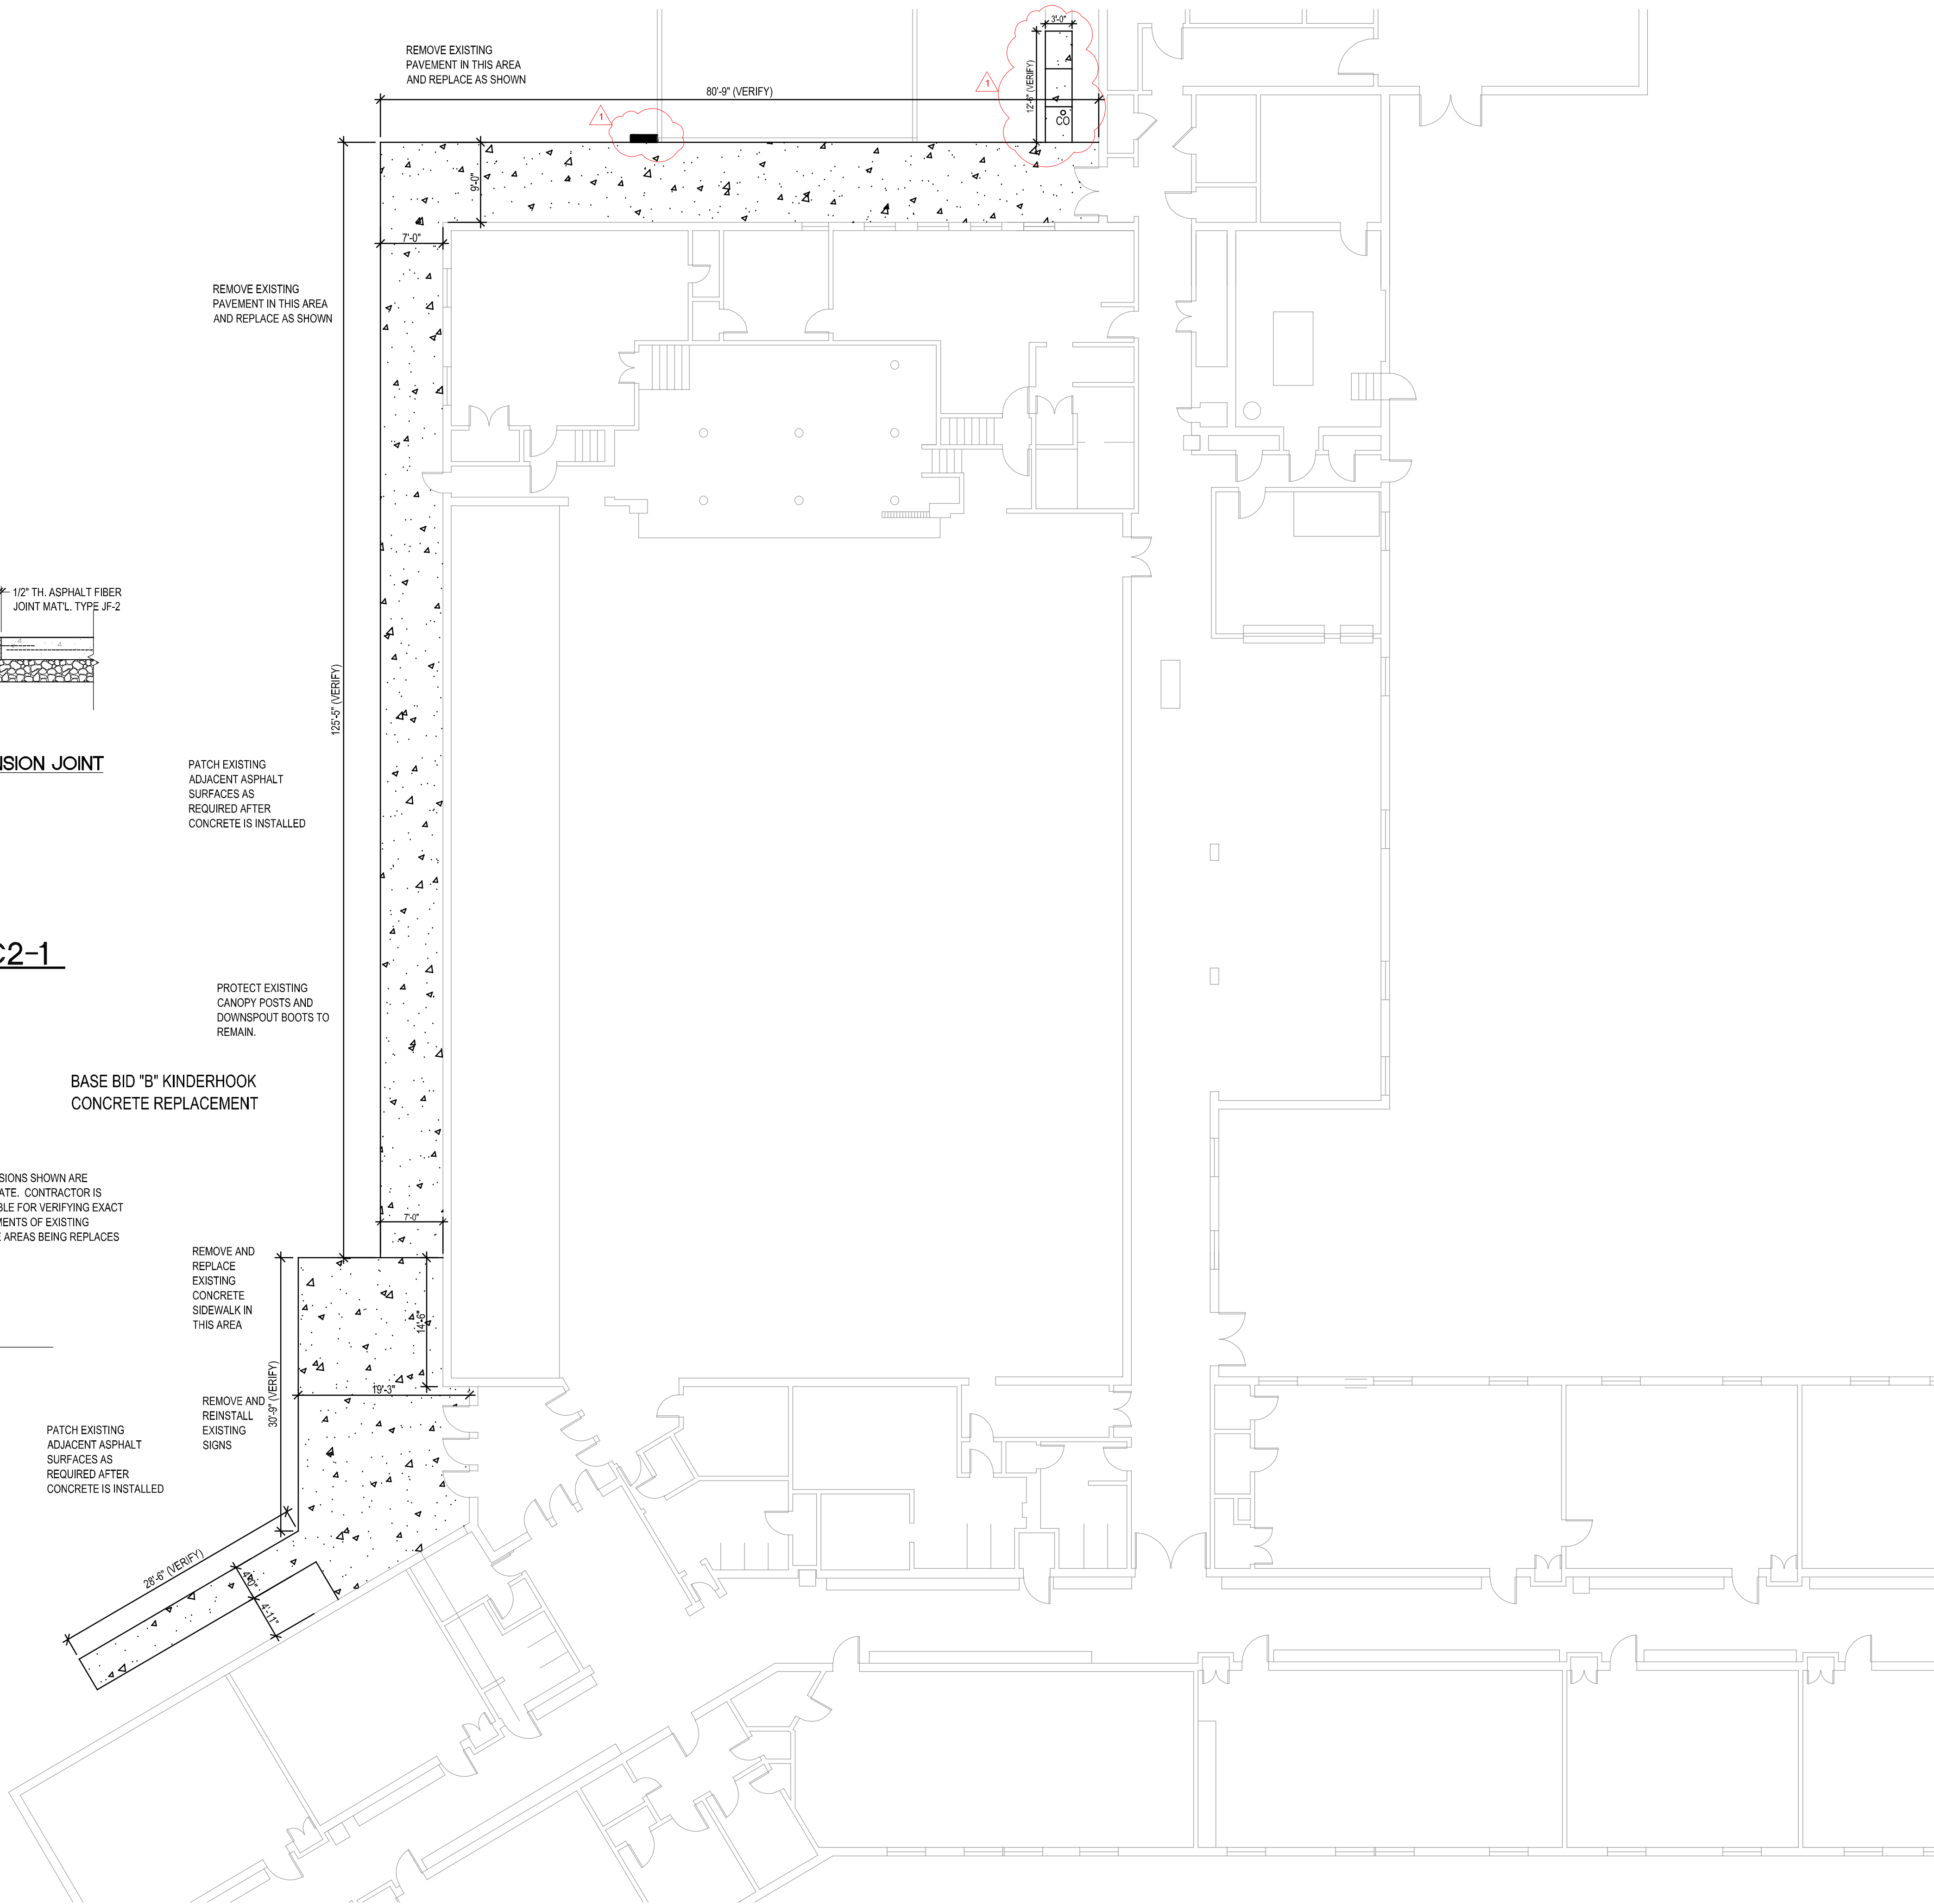 3'-0"
REMOVE EXISTING
PAVEMENT IN THIS AREA
AND REPLACE AS SHOWN
80'-9" (VERIFY)
12'-6" (VERIFY)
1
1
CO
9'-0"
7'-0"
REMOVE EXISTING
PAVEMENT IN THIS AREA
AND REPLACE AS SHOWN
1/2" TH. ASPHALT FIBER
JOINT MAT'L. TYPE JF-2
125'-5" (VERIFY)
NSION JOINT
PATCH EXISTING
ADJACENT ASPHALT
SURFACES AS
REQUIRED AFTER
CONCRETE IS INSTALLED
C2-1
PROTECT EXISTING
CANOPY POSTS AND
DOWNSPOUT BOOTS TO
REMAIN.
BASE BID "B" KINDERHOOK
CONCRETE REPLACEMENT
SIONS SHOWN ARE
ATE. CONTRACTOR IS
BLE FOR VERIFYING EXACT
MENTS OF EXISTING
E AREAS BEING REPLACES
7'-0"
REMOVE AND
REPLACE
EXISTING
CONCRETE
SIDEWALK IN
THIS AREA
14'-6"
30'-9" (VERIFY)
19'-3"
REMOVE AND
REINSTALL
EXISTING
SIGNS
PATCH EXISTING
ADJACENT ASPHALT
SURFACES AS
REQUIRED AFTER
CONCRETE IS INSTALLED
28'-6" (VERIFY)
4'-0"
4'-11"